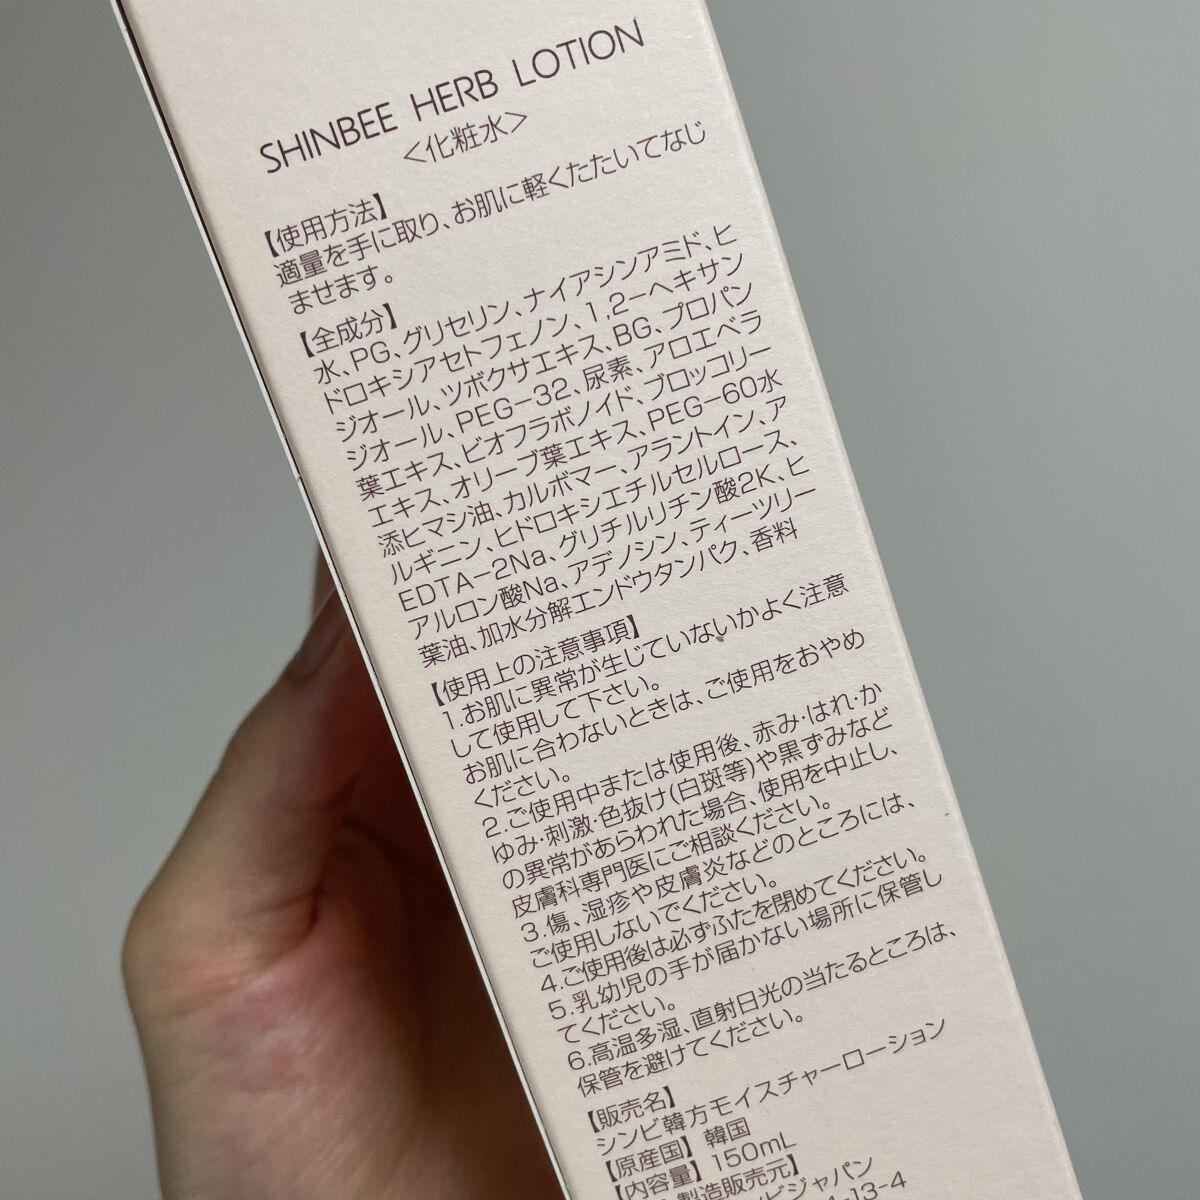 SHINBEE HERB LOTION
<化粧水>
【使用方法】
適量を手に取り、お肌に軽くたたいてなじ
ませます。
【全成分】
水、PG、グリセリン、ナイアシンアミド、ヒ
ドロキシアセトフェノン、1,2-ヘキサン
ジオール、ツボクサエキス、BG、プロパン
ジオール、PEG-32、尿素、アロエベラ
葉エキス、ビオフラボノイド、ブロッコリー
エキス、オリーブ葉エキス、PEG-60水
添ヒマシ油、カルボマー、アラントイン、ア
ルギニン、ヒドロキシエチルセルロース、
EDTA-2Na、グリチルリチン酸2K、ヒ
アルロン酸Na、アデノシン、ティーツリー
葉油、加水分解エンドウタンパク、香料
【使用上の注意事項】
1.お肌に異常が生じていないかよく注意
して使用して下さい。
お肌に合わないときは、ご使用をおやめ
ください。
2.ご使用中または使用後、赤み・はれ・か
ゆみ・刺激・色抜け(白斑等)や黒ずみなど
の異常があらわれた場合、使用を中止し、
皮膚科専門医にご相談ください。
3.傷、湿疹や皮膚炎などのところには、
ご使用しないでください。
4.ご使用後は必ずふたを閉めてください。
5.乳幼児の手が届かない場所に保管し
てください。
6.高温多湿、直射日光の当たるところは、
保管を避けてください。
【販売名】
シンビ韓方モイスチャーローション
【原産国】韓国
【内容量】150mL
製造販売元】
ビジャパン
-13-4